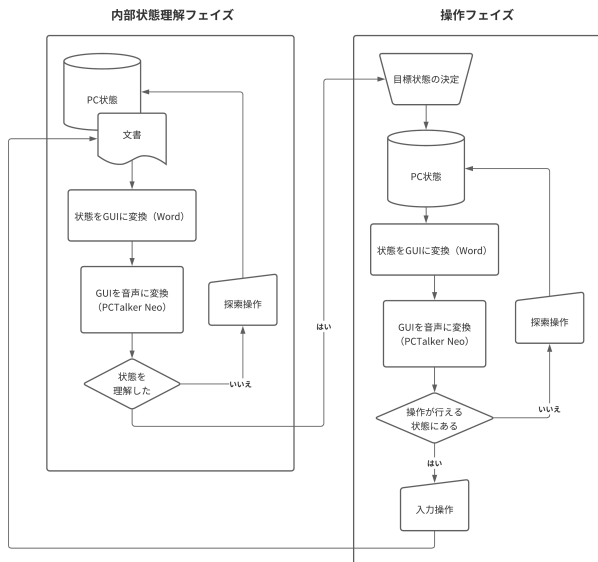 内部状態理解フェイズ
PC状態
文書
状態をGUIに変換（Word）
GUIを音声に変換
（PCTalker Neo）
探索操作
状態を
理解した
いいえ
はい
操作フェイズ
目標状態の決定
PC状態
状態をGUIに変換（Word）
GUIを音声に変換
（PCTalker Neo）
探索操作
操作が行える
状態にある
いいえ
はい
入力操作